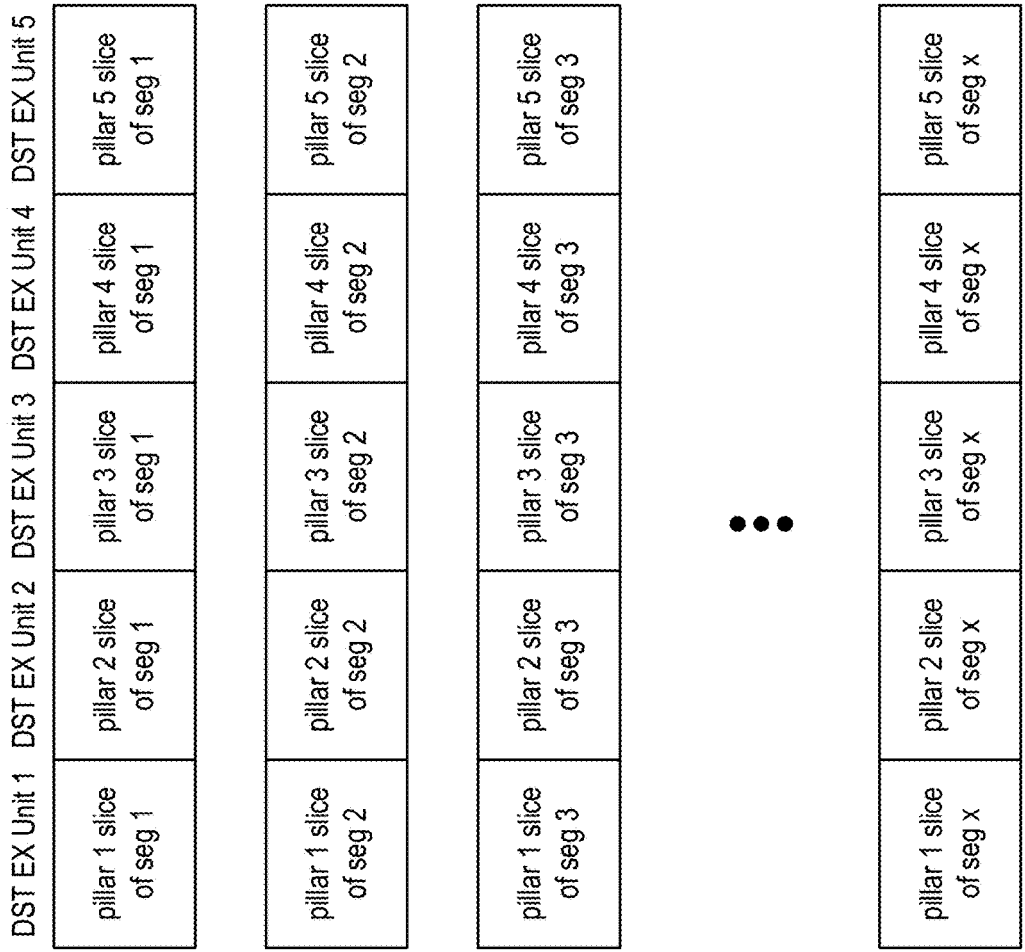 DST EX Unit 1 DST EX Unit 2 DST EX Unit 3 DST EX Unit 4 DST EX Unit 5
pillar 1 slice
of seg 1
pillar 2 slice
of seg 1
pillar 3 slice
of seg 1
pillar 4 slice
of seg 1
pillar 5 slice
of seg 1
pillar 1 slice
of seg 2
pillar 2 slice
of seg 2
pillar 3 slice
of seg 2
pillar 4 slice
of seg 2
pillar 5 slice
of seg 2
pillar 1 slice
of seg 3
pillar 2 slice
of seg 3
pillar 3 slice
of seg 3
pillar 4 slice
of seg 3
pillar 5 slice
of seg 3
pillar 1 slice
of seg x
pillar 2 slice
of seg x
pillar 3 slice
of seg x
pillar 4 slice
of seg x
pillar 5 slice
of seg x